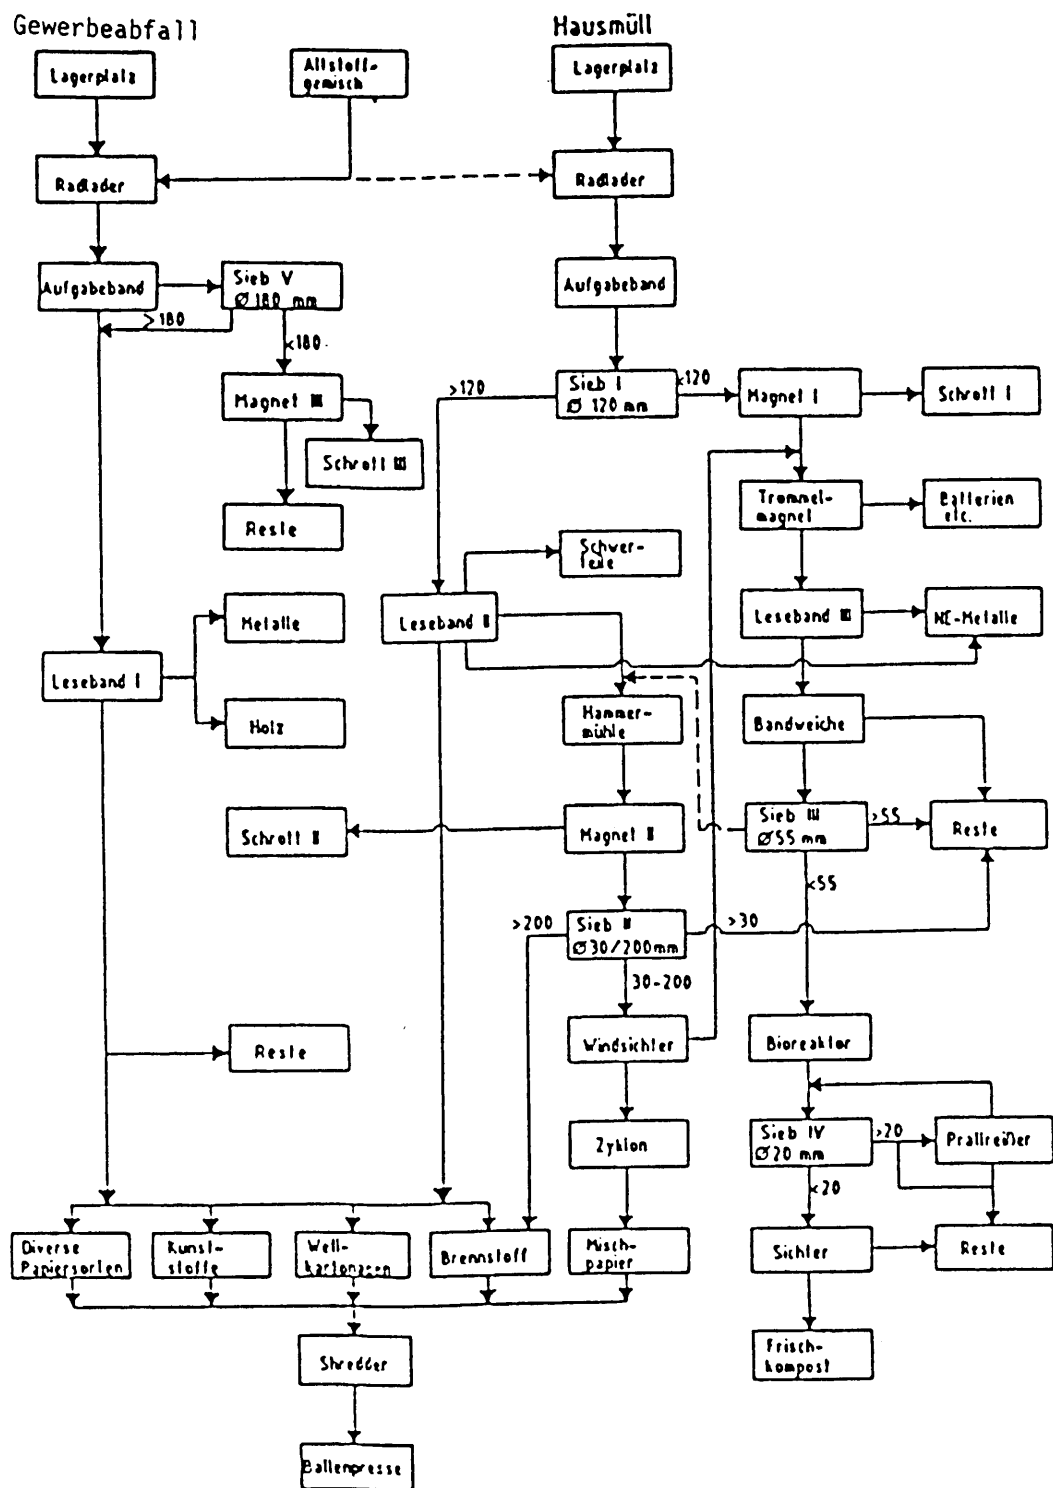 Gewerbeabfall
Hausmüll
Lagerplatz
Altstoff-
gemisch
Lagerplatz
Radlader
Radlader
Aufgabeband
Sieb V
Ø 180 mm
Aufgabeband
>180
<180
Sieb I
Ø 120 mm
>120
<120
Magnet I
Schrott I
Magnet III
Schrott III
Reste
Trommel-
magnet
Batterien
etc.
Schwer-
teile
Metalle
Leseband II
Leseband III
NE-Metalle
Leseband I
Holz
Hammer-
mühle
Bandweiche
Schrott II
Magnet II
Sieb III
Ø 55 mm
>55
Reste
<55
>200
Sieb II
Ø 30/200mm
>30
30-200
Reste
Windsichter
Bioreaktor
Zyklon
Sieb IV
Ø 20 mm
>20
Prallreißer
<20
Diverse
Papiersorten
Kunst-
stoffe
Well-
kartonagen
Brennstoff
Misch-
papier
Sichter
Reste
Shredder
Frisch-
kompost
Ballenpresse